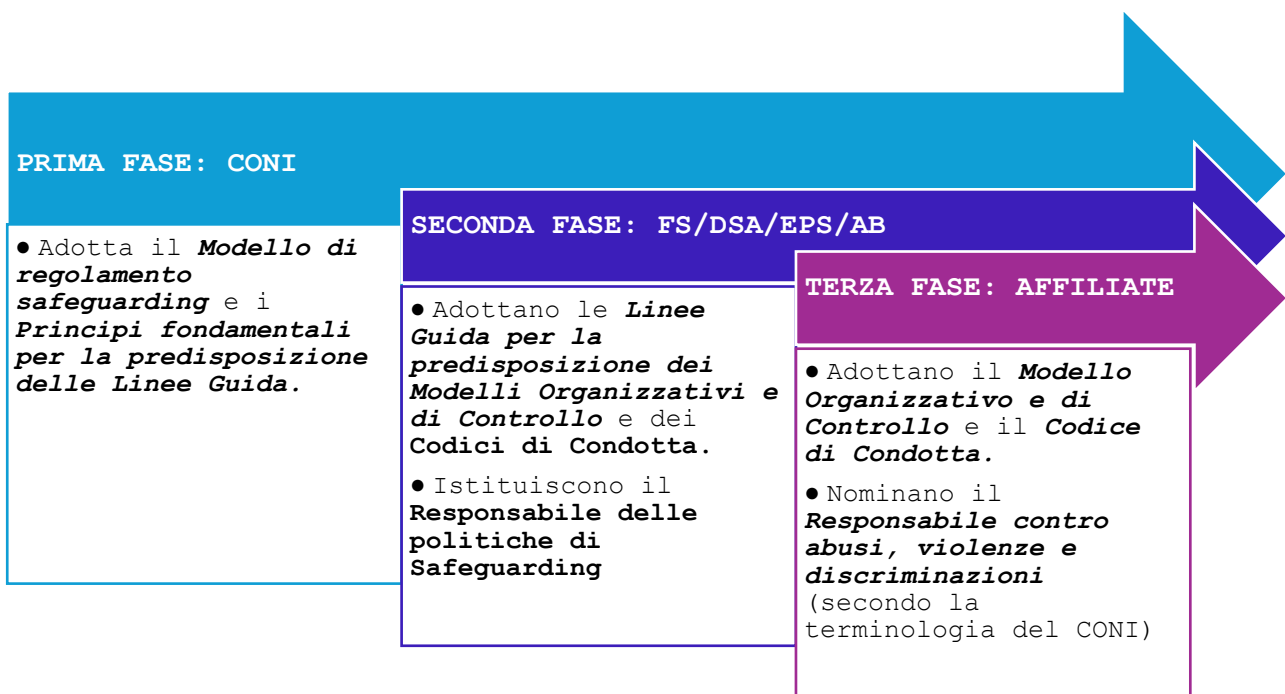 PRIMA FASE: CONI
● Adotta il Modello di
regolamento
safeguarding e i
Principi fondamentali
per la predisposizione
delle Linee Guida.
SECONDA FASE: FS/DSA/EPS/AB
● Adottano le Linee
Guida per la
predisposizione dei
Modelli Organizzativi e
di Controllo e dei
Codici di Condotta.
● Istituiscono il
Responsabile delle
politiche di
Safeguarding
TERZA FASE: AFFILIATE
● Adottano il Modello
Organizzativo e di
Controllo e il Codice
di Condotta.
● Nominano il
Responsabile contro
abusi, violenze e
discriminazioni
(secondo la
terminologia del CONI)